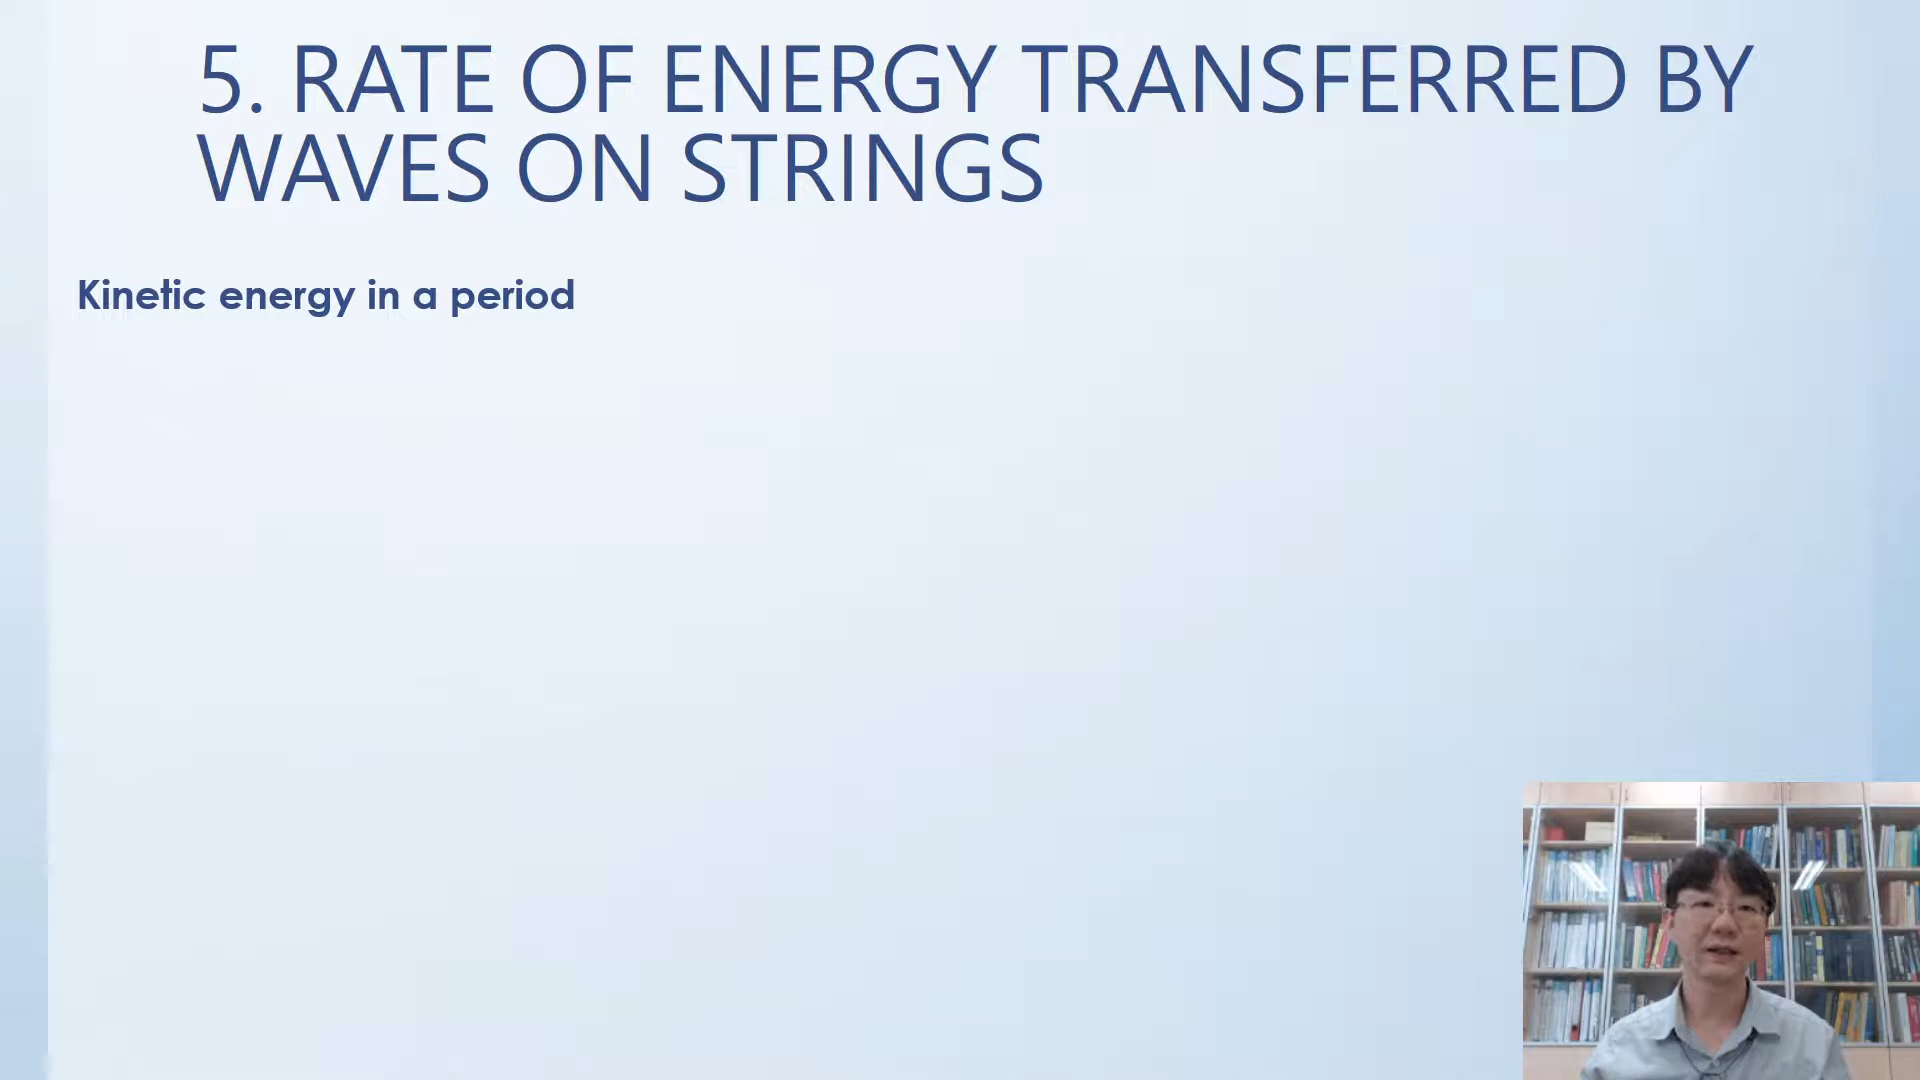 5. RATE OF ENERGY TRANSFERRED BY
WAVES ON STRINGS
Kinetic energy in a period